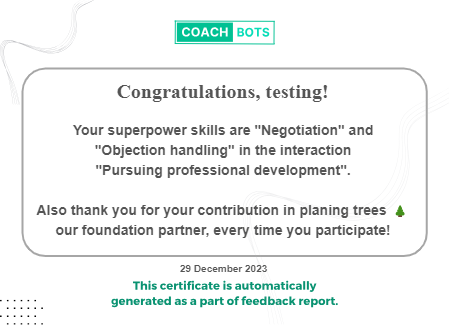 COACH BOTS
Congratulations, testing!
Your superpower skills are "Negotiation" and
"Objection handling" in the interaction
"Pursuing professional development".
Also thank you for your contribution in planing trees 🌲
our foundation partner, every time you participate!
29 December 2023
This certificate is automatically
generated as a part of feedback report.